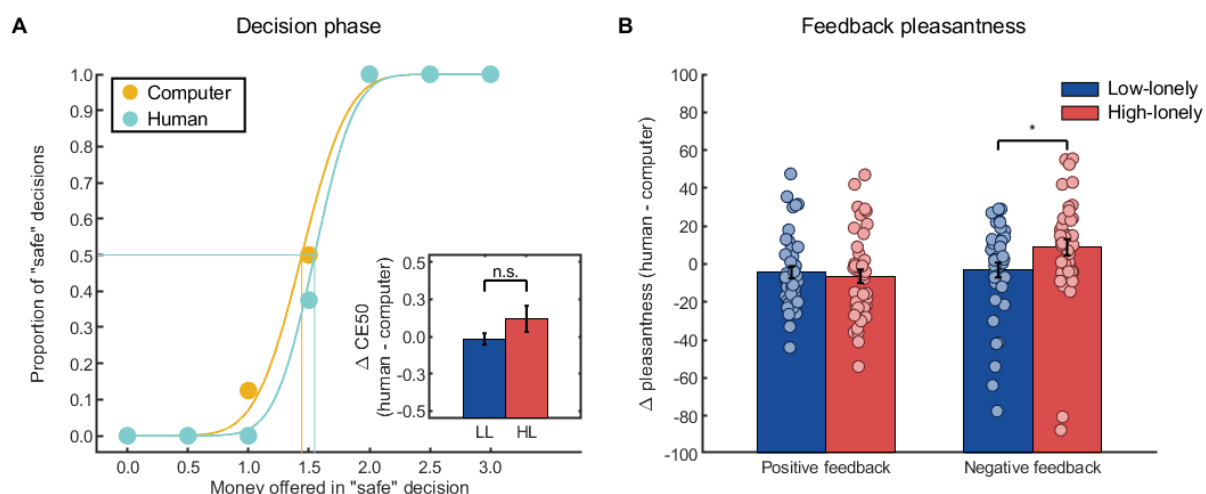 A
Decision phase
Proportion of "safe" decisions
1.0
0.9
0.8
0.7
0.6
0.5
0.4
0.3
0.2
0.1
0.0
Computer
Human
0.0 0.5 1.0 1.5 2.0 2.5 3.0
Money offered in "safe" decision
Δ CE50
(human - computer)
0.5
0.3
0.0
-0.3
-0.5
n.s.
LL HL
B
Feedback pleasantness
Δ pleasantness (human - computer)
100
80
60
40
20
0
-20
-40
-60
-80
-100
Low-lonely
High-lonely
*
Positive feedback Negative feedback